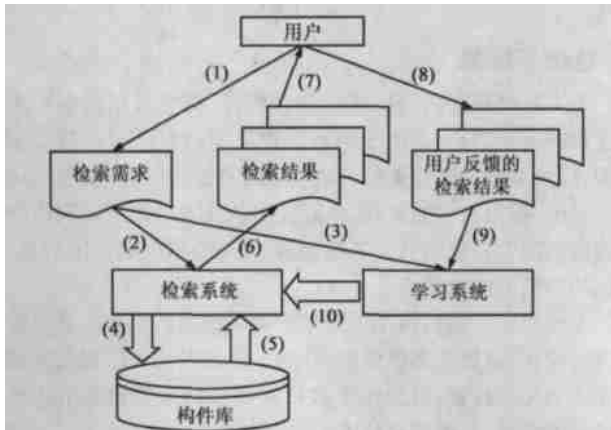 用户
(1)
(7)
(8)
检索需求
检索结果
用户反馈的
检索结果
(2)
(6)
(3)
(9)
检索系统
(10)
学习系统
(4)
(5)
构件库